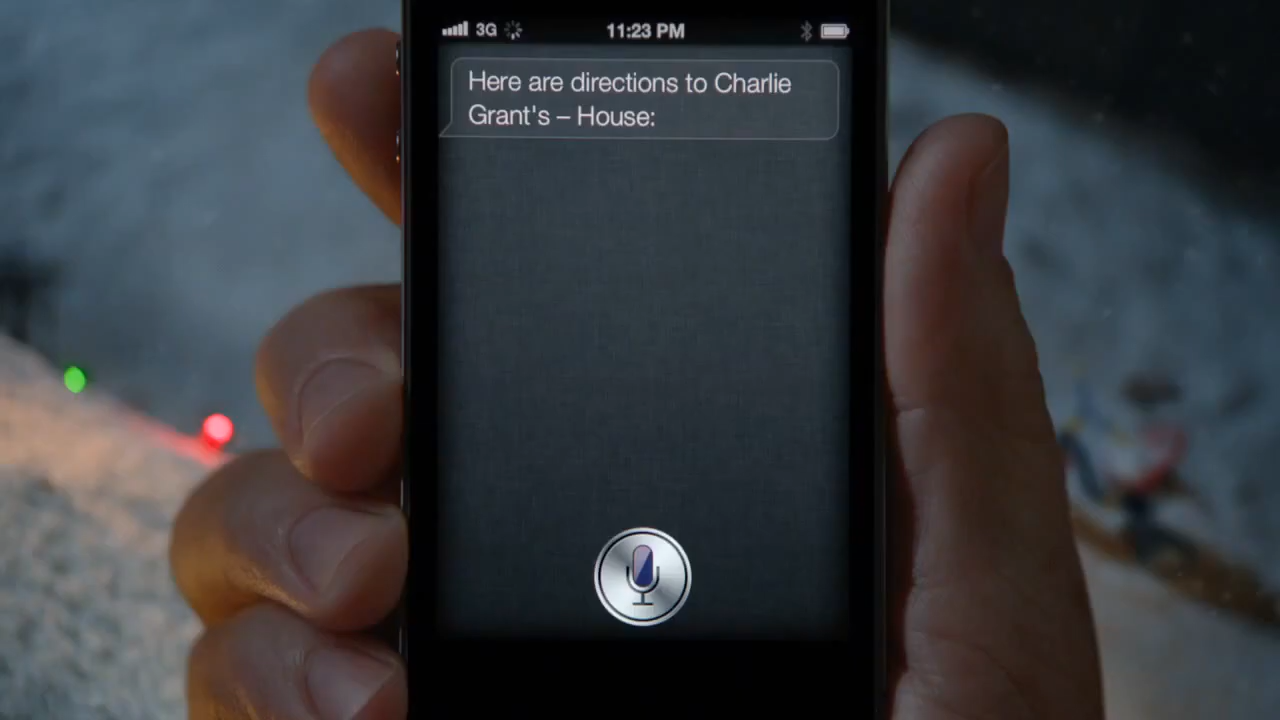 3G 11:23 PM
Here are directions to Charlie
Grant's – House: